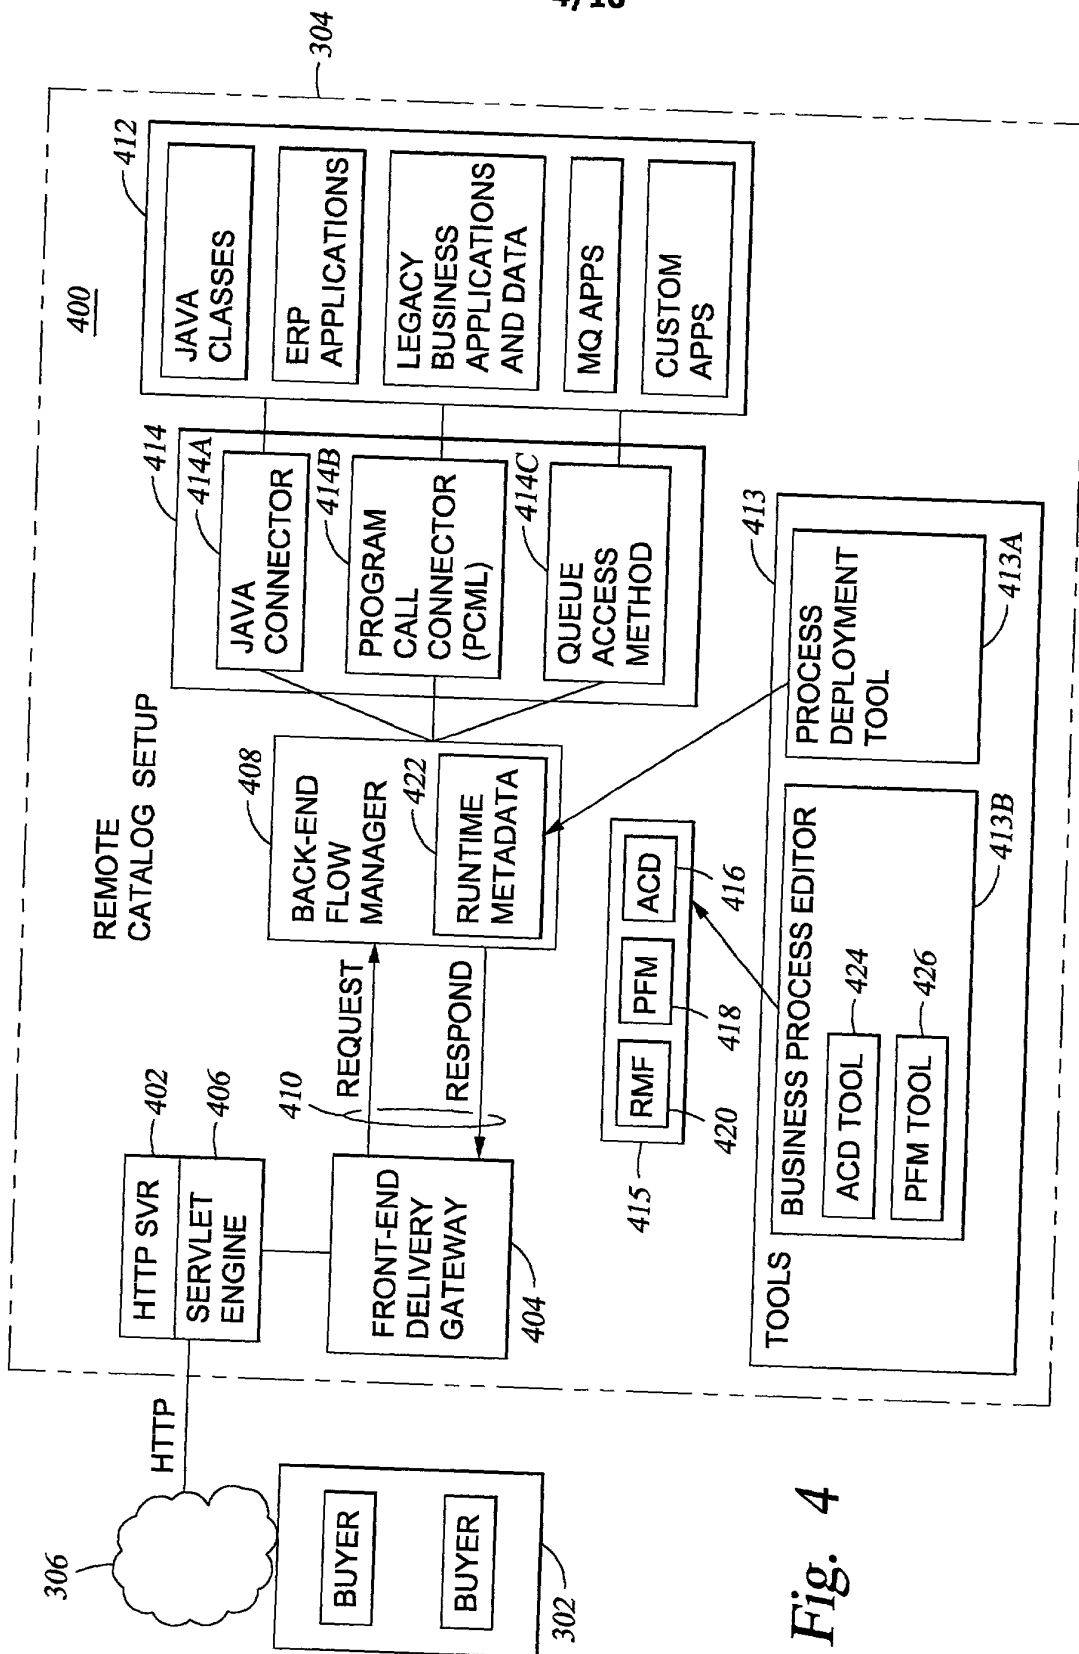 4/16
304
400
REMOTE
CATALOG SETUP
306
HTTP
BUYER
BUYER
302
402
HTTP SVR
406
SERVLET
ENGINE
FRONT-END
DELIVERY
GATEWAY
404
410
REQUEST
RESPOND
408
BACK-END
FLOW
MANAGER
422
RUNTIME
METADATA
414
414A
JAVA
CONNECTOR
414B
PROGRAM
CALL
CONNECTOR
(PCML)
414C
QUEUE
ACCESS
METHOD
412
JAVA
CLASSES
ERP
APPLICATIONS
LEGACY
BUSINESS
APPLICATIONS
AND DATA
MQ APPS
CUSTOM
APPS
415
RMF
420
PFM
418
ACD
416
413
TOOLS
BUSINESS PROCESS EDITOR
ACD TOOL
424
PFM TOOL
426
413B
PROCESS
DEPLOYMENT
TOOL
413A
Fig. 4